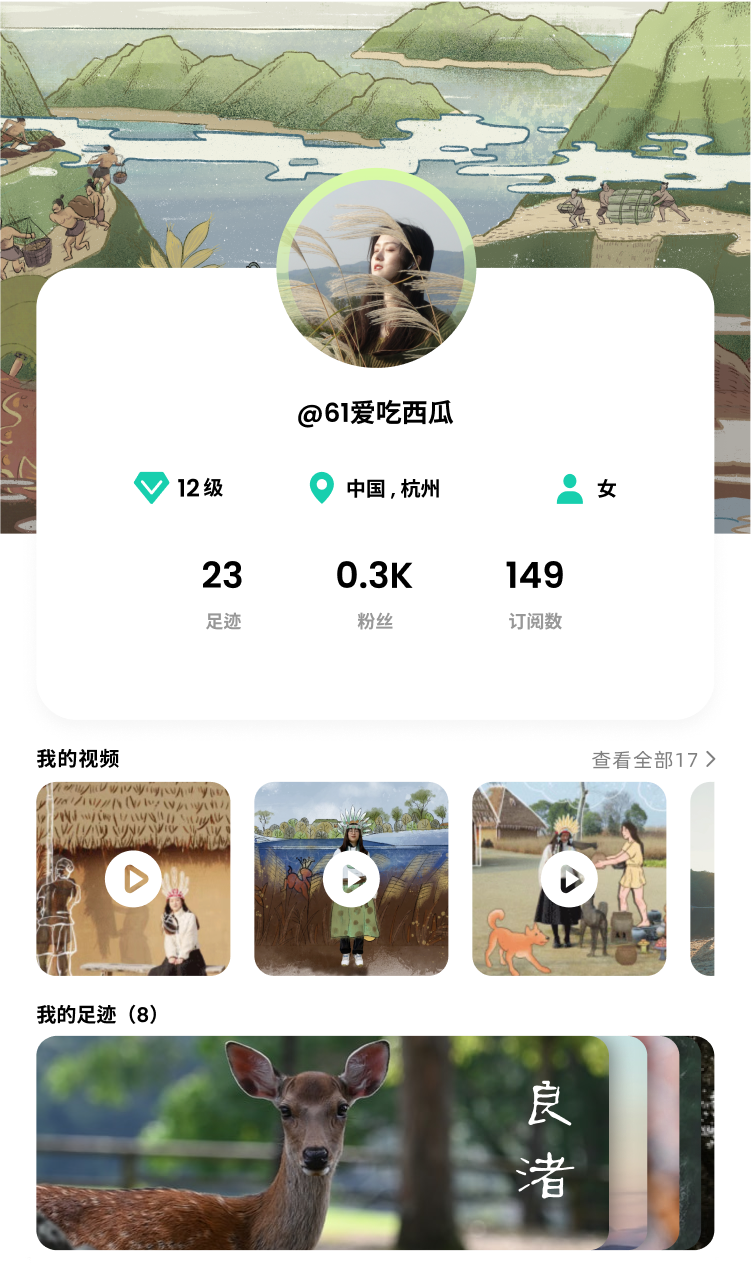 @61爱吃西瓜
12级 中国 , 杭州 女
23 0.3K 149
足迹 粉丝 订阅数
我的视频 查看全部17
我的足迹（8）
良
渚